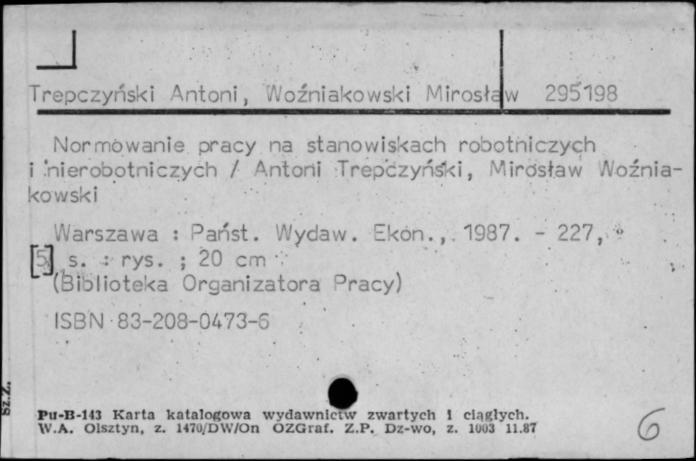 Trepczyński Antoni, Woźniakowski Mirosław 295198
Normowanie pracy na stanowiskach robotniczych
i nierobotniczych / Antoni Trepczyński, Mirosław Woźnia-
kowski
Warszawa : Państ. Wydaw. Ekon., 1987. - 227,
[5] s. : rys. ; 20 cm
(Biblioteka Organizatora Pracy)
ISBN 83-208-0473-6
Sz.Z.
Pu-B-143 Karta katalogowa wydawnictw zwartych i ciągłych.
W.A. Olsztyn, z. 1470/DW/On OZGraf. Z.P. Dz-wo, z. 1003 11.87
6